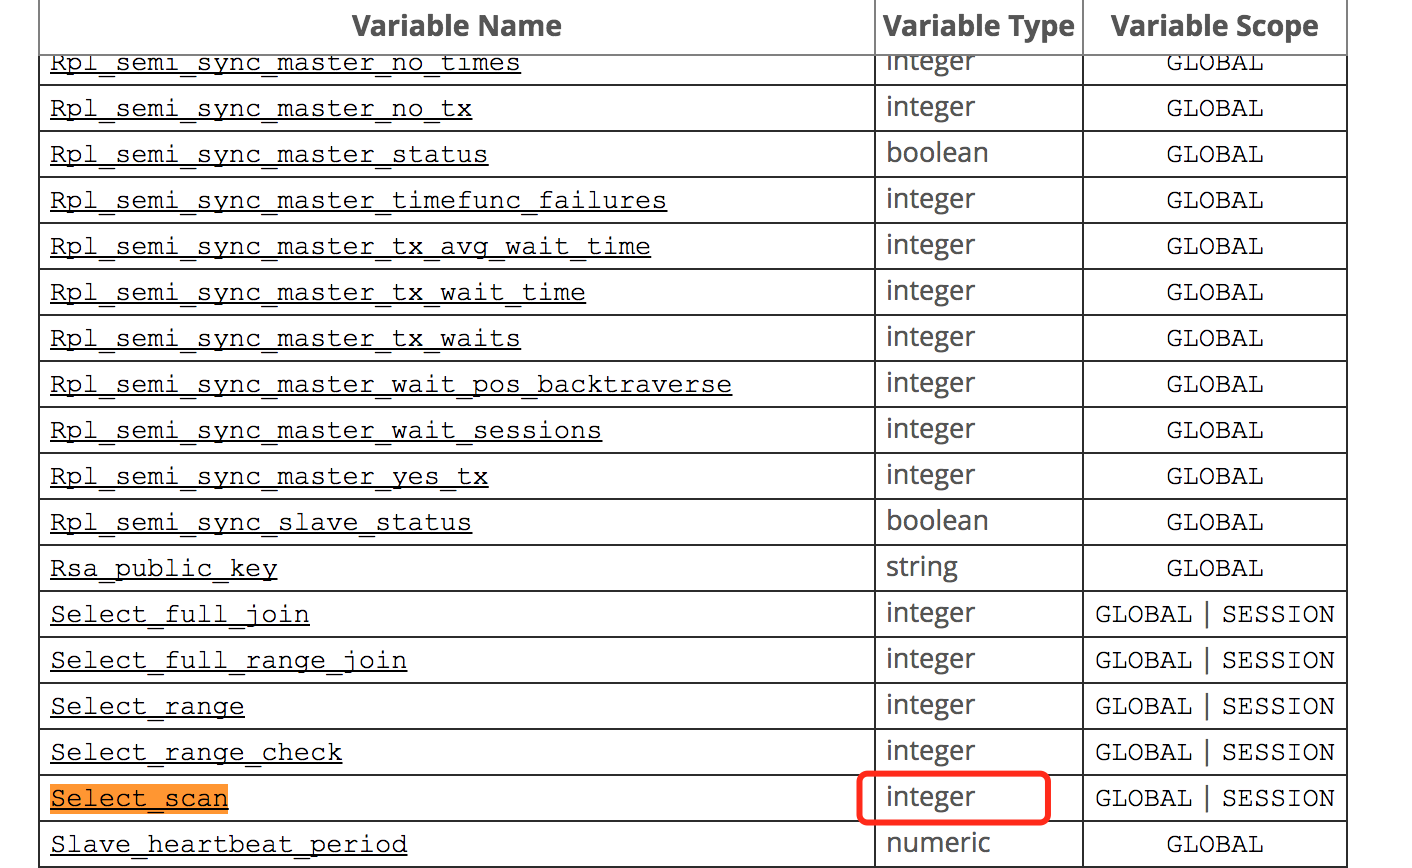 Variable Name Variable Type Variable Scope
Rpl_semi_sync_master_no_times integer GLOBAL
Rpl_semi_sync_master_no_tx integer GLOBAL
Rpl_semi_sync_master_status boolean GLOBAL
Rpl_semi_sync_master_timefunc_failures integer GLOBAL
Rpl_semi_sync_master_tx_avg_wait_time integer GLOBAL
Rpl_semi_sync_master_tx_wait_time integer GLOBAL
Rpl_semi_sync_master_tx_waits integer GLOBAL
Rpl_semi_sync_master_wait_pos_backtraverse integer GLOBAL
Rpl_semi_sync_master_wait_sessions integer GLOBAL
Rpl_semi_sync_master_yes_tx integer GLOBAL
Rpl_semi_sync_slave_status boolean GLOBAL
Rsa_public_key string GLOBAL
Select_full_join integer GLOBAL | SESSION
Select_full_range_join integer GLOBAL | SESSION
Select_range integer GLOBAL | SESSION
Select_range_check integer GLOBAL | SESSION
Select_scan integer GLOBAL | SESSION
Slave_heartbeat_period numeric GLOBAL